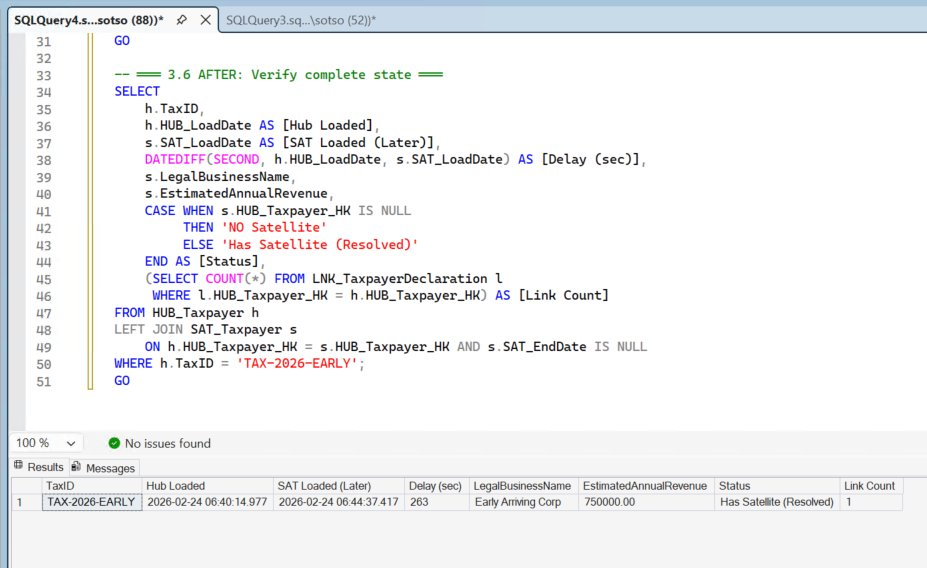 SQLQuery4.s...sotso (88))*
SQLQuery3.sq...\sotso (52))*
31 GO
32
33 -- ═══ 3.6 AFTER: Verify complete state ═══
34 SELECT
35 h.TaxID,
36 h.HUB_LoadDate AS [Hub Loaded],
37 s.SAT_LoadDate AS [SAT Loaded (Later)],
38 DATEDIFF(SECOND, h.HUB_LoadDate, s.SAT_LoadDate) AS [Delay (sec)],
39 s.LegalBusinessName,
40 s.EstimatedAnnualRevenue,
41 CASE WHEN s.HUB_Taxpayer_HK IS NULL
42 THEN 'NO Satellite'
43 ELSE 'Has Satellite (Resolved)'
44 END AS [Status],
45 (SELECT COUNT(*) FROM LNK_TaxpayerDeclaration l
46 WHERE l.HUB_Taxpayer_HK = h.HUB_Taxpayer_HK) AS [Link Count]
47 FROM HUB_Taxpayer h
48 LEFT JOIN SAT_Taxpayer s
49 ON h.HUB_Taxpayer_HK = s.HUB_Taxpayer_HK AND s.SAT_EndDate IS NULL
50 WHERE h.TaxID = 'TAX-2026-EARLY';
51 GO
100 % No issues found
Results Messages
TaxID Hub Loaded SAT Loaded (Later) Delay (sec) LegalBusinessName EstimatedAnnualRevenue Status Link Count
1 TAX-2026-EARLY 2026-02-24 06:40:14.977 2026-02-24 06:44:37.417 263 Early Arriving Corp 750000.00 Has Satellite (Resolved) 1